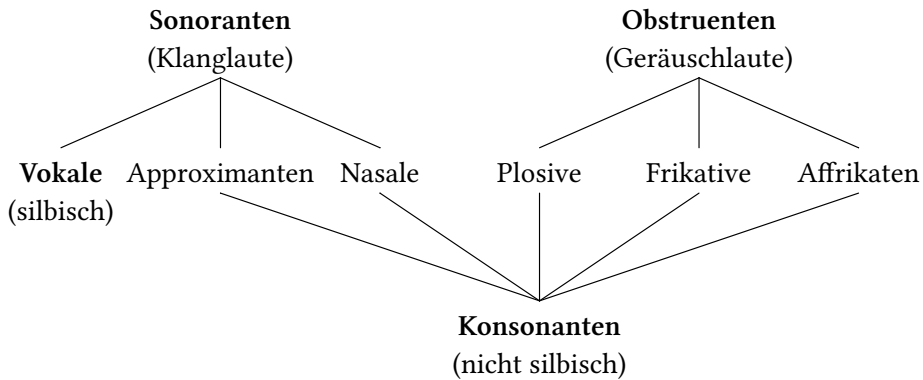 Sonoranten
(Klanglaute)
Obstruenten
(Geräuschlaute)
Vokale
(silbisch)
Approximanten
Nasale
Plosive
Frikative
Affrikaten
Konsonanten
(nicht silbisch)